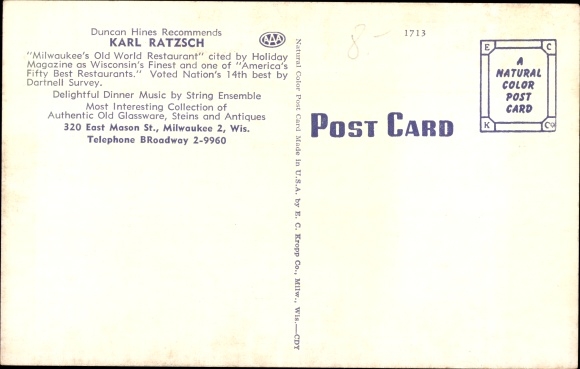 Duncan Hines Recommends
KARL RATZSCH
AAA
"Milwaukee's Old World Restaurant" cited by Holiday
Magazine as Wisconsin's Finest and one of "America's
Fifty Best Restaurants." Voted Nation's 14th best by
Dartnell Survey.
Delightful Dinner Music by String Ensemble
Most Interesting Collection of
Authentic Old Glassware, Steins and Antiques
320 East Mason St., Milwaukee 2, Wis.
Telephone BRoadway 2-9960
Natural Color Post Card Made in U.S.A. by E. C. Kropp Co., Milw., Wis.—CDY
8-
1713
POST CARD
E C
A
NATURAL
COLOR
POST
CARD
K Co